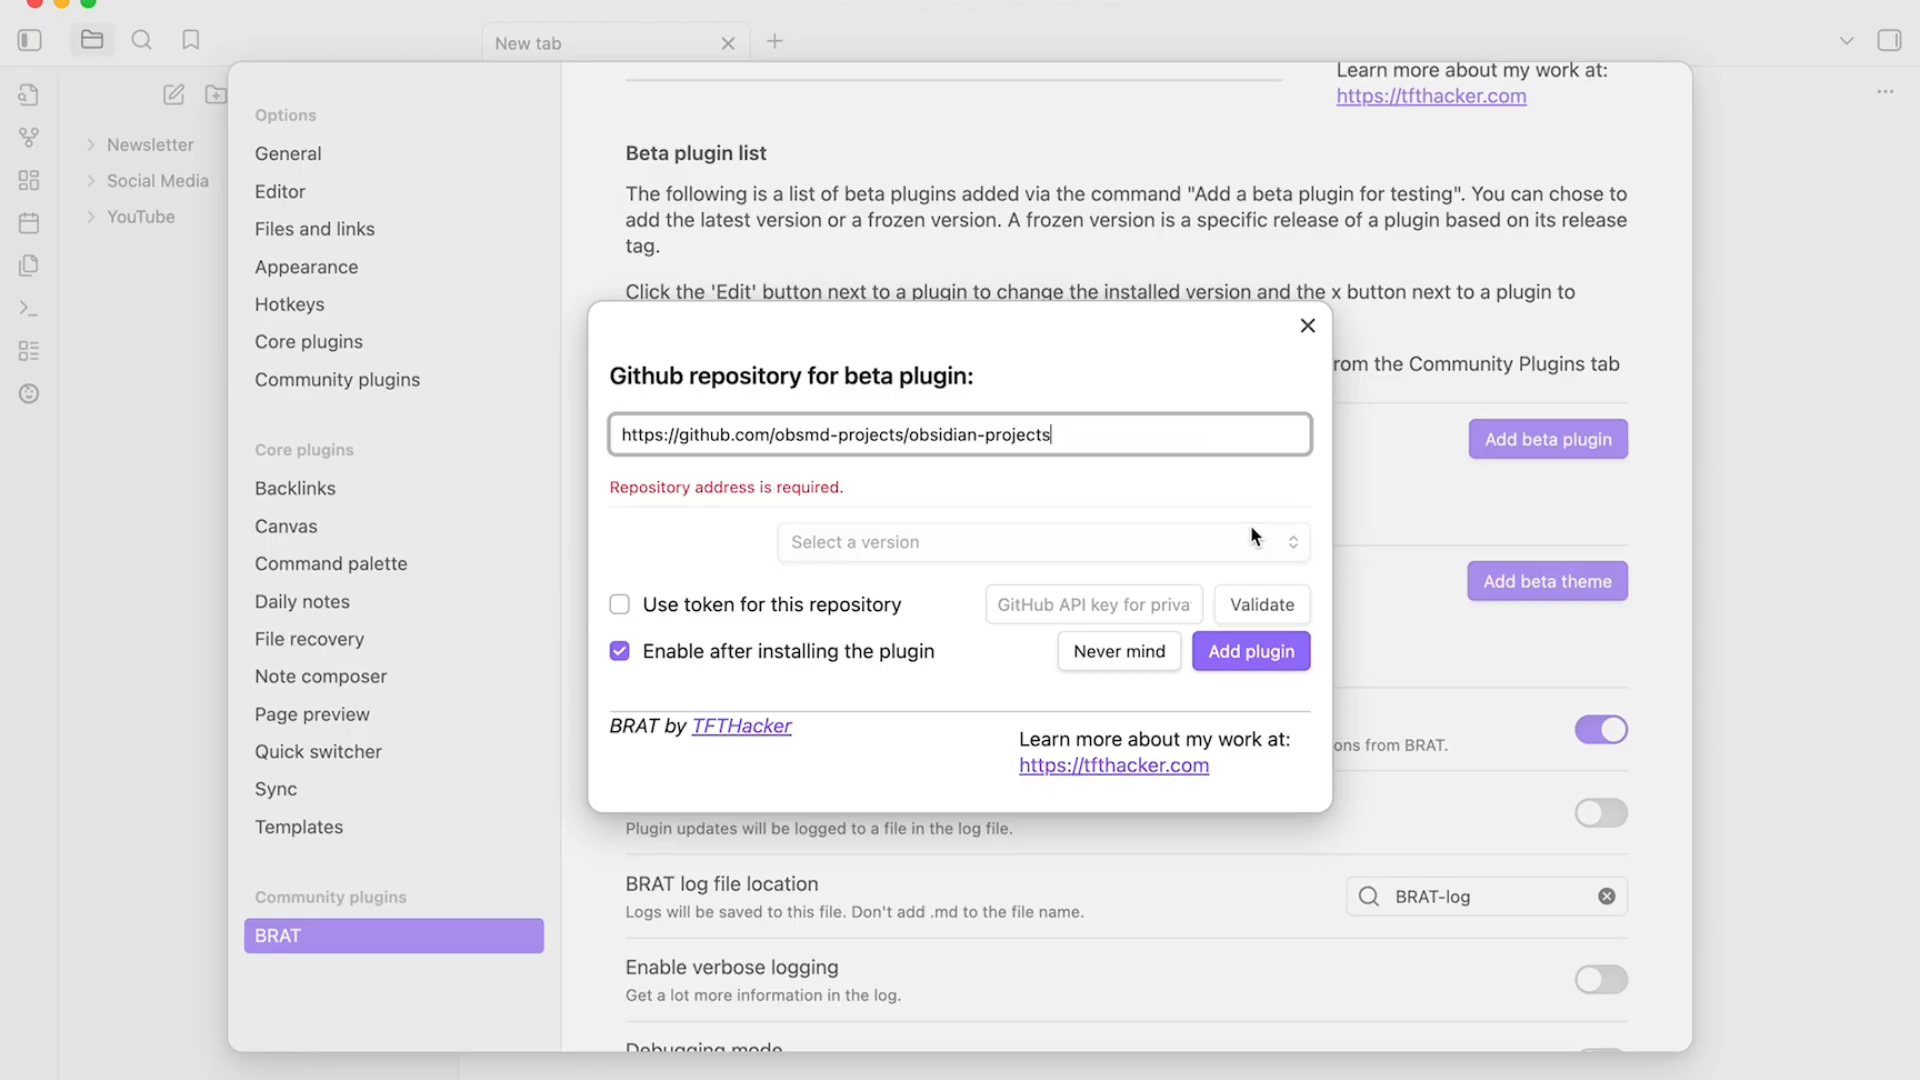 New tab
Newsletter
Social Media
YouTube
Options
General
Editor
Files and links
Appearance
Hotkeys
Core plugins
Community plugins
Core plugins
Backlinks
Canvas
Command palette
Daily notes
File recovery
Note composer
Page preview
Quick switcher
Sync
Templates
Community plugins
BRAT
Learn more about my work at:
https://tfthacker.com
Beta plugin list
The following is a list of beta plugins added via the command "Add a beta plugin for testing". You can chose to
add the latest version or a frozen version. A frozen version is a specific release of a plugin based on its release
tag.
Click the 'Edit' button next to a plugin to change the installed version and the x button next to a plugin to
rom the Community Plugins tab
Add beta plugin
Add beta theme
ons from BRAT.
Github repository for beta plugin:
https://github.com/obsmd-projects/obsidian-projects
Repository address is required.
Select a version
Use token for this repository
GitHub API key for priva
Validate
Enable after installing the plugin
Never mind
Add plugin
BRAT by TFTHacker
Learn more about my work at:
https://tfthacker.com
Plugin updates will be logged to a file in the log file.
BRAT log file location
Logs will be saved to this file. Don't add .md to the file name.
BRAT-log
Enable verbose logging
Get a lot more information in the log.
Debugging mode